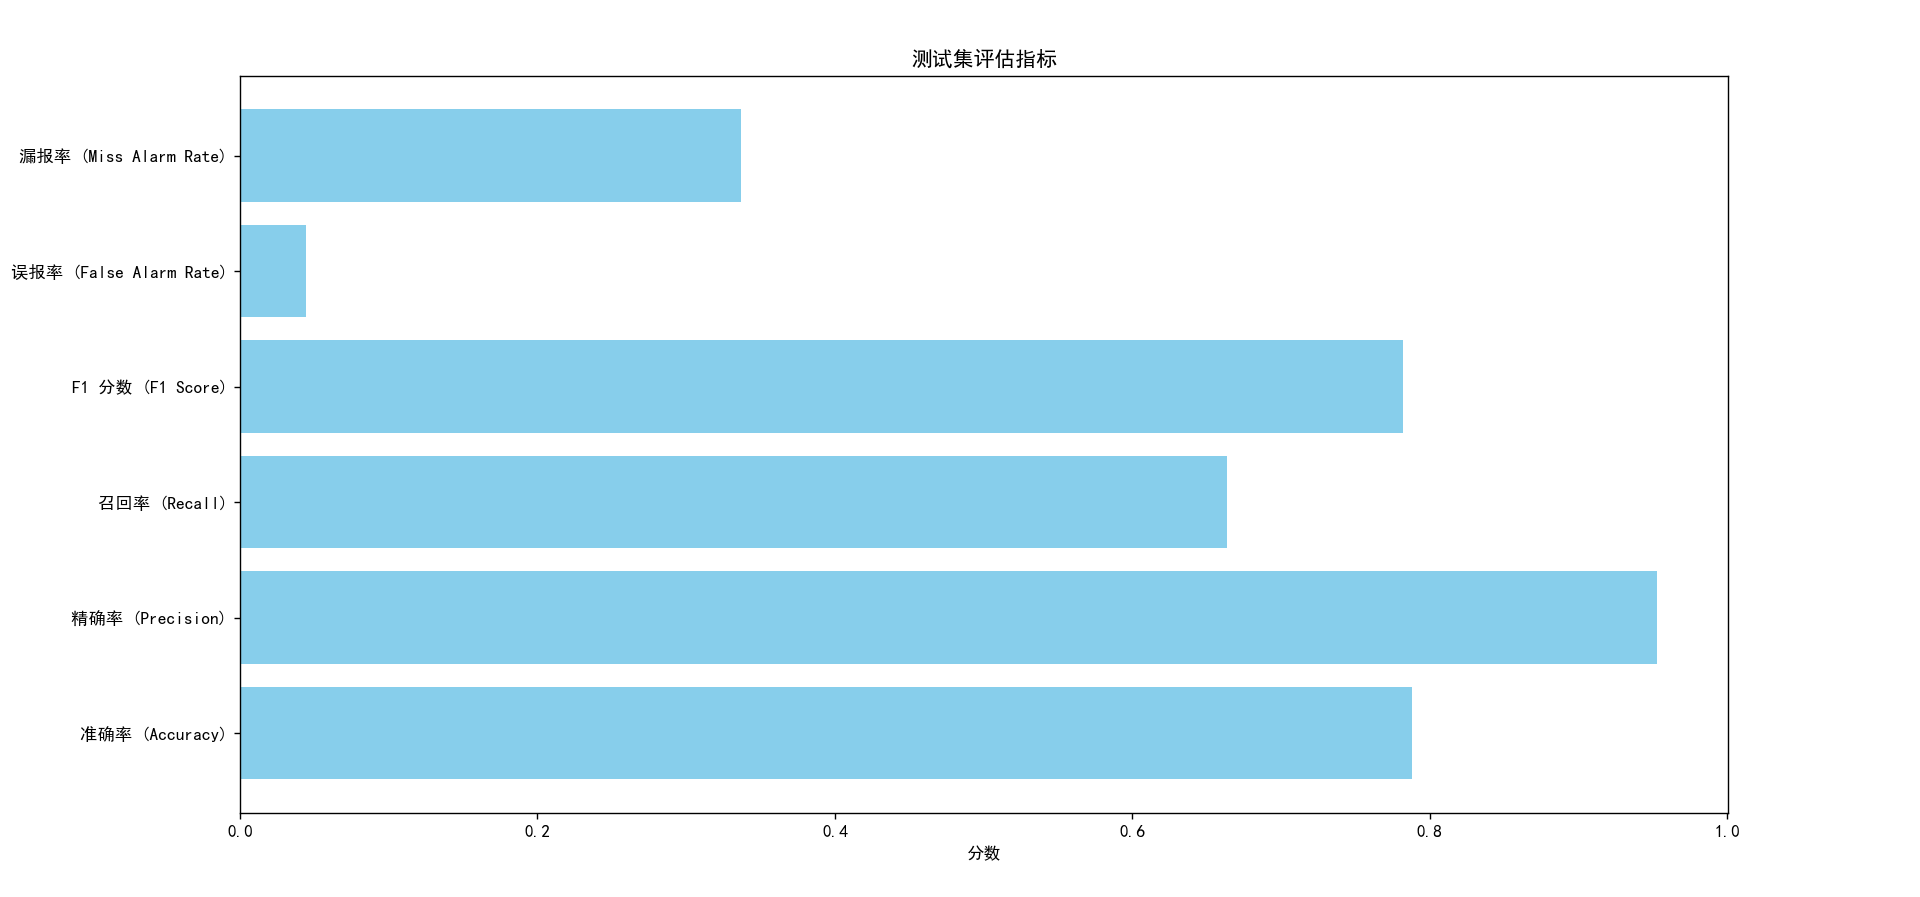 测试集评估指标
漏报率 (Miss Alarm Rate)
误报率 (False Alarm Rate)
F1 分数 (F1 Score)
召回率 (Recall)
精确率 (Precision)
准确率 (Accuracy)
0.0 0.2 0.4 0.6 0.8 1.0
分数